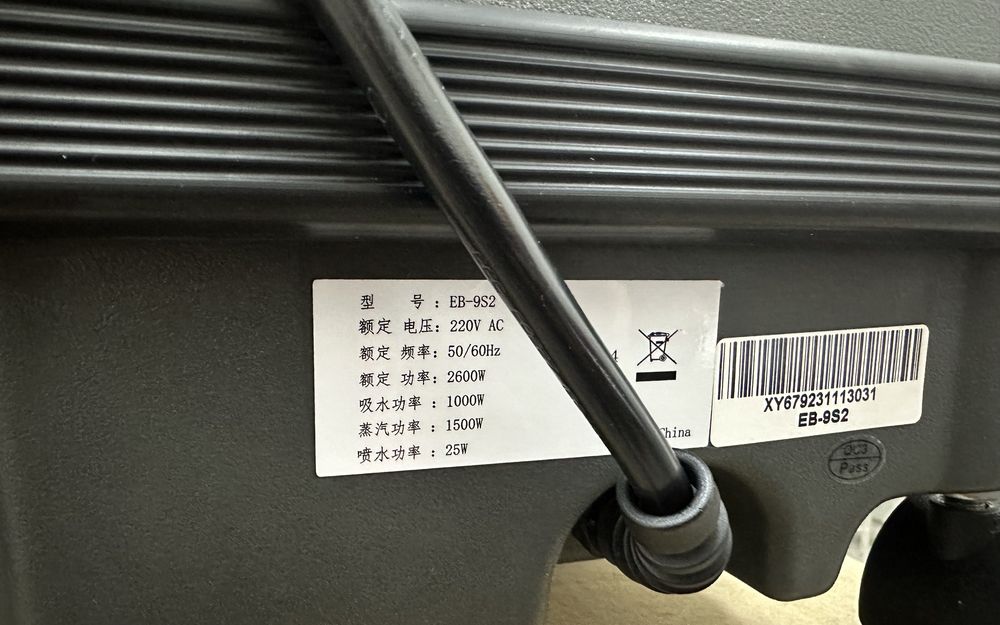 型 号：EB-9S2
额定 电压：220V AC
额定 频率：50/60Hz
额定 功率：2600W
吸水功率：1000W
蒸汽功率：1500W
喷水功率：25W
4
China
XY679231113031
EB-9S2
QC3
Pass